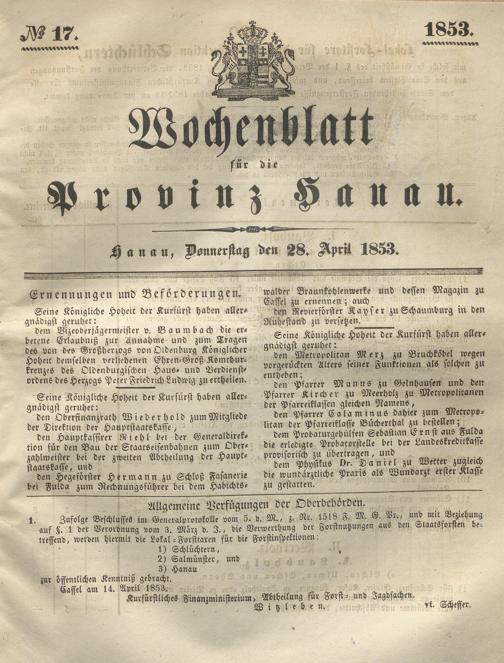 № 17.
1853.
Wochenblatt
für die
Provinz Hanau.
Hanau, Donnerstag den 28. April 1853.
Ernennungen und Beförderungen.
Seine Königliche Hoheit der Kurfürst haben aller-
gnädigst geruhet:
dem Vizeoberjägermeister v. Baumbach die er-
betene Erlaubniß zur Annahme und zum Tragen
des von des Großherzogs von Oldenburg Königlicher
Hoheit demselben verliehenen Ehren-Groß-Komthur-
kreuzes des Oldenburgischen Haus- und Verdienst-
ordens des Herzogs Peter Friedrich Ludwig zu ertheilen.
Seine Königliche Hoheit der Kurfürst haben aller-
gnädigst geruhet:
den Oberfinanzrath Wiederhold zum Mitgliede
der Direktion der Hauptstaatskasse,
den Hauptkassirer Riehl bei der Generaldirek-
tion für den Bau der Staatseisenbahnen zum Ober-
zahlmeister bei der zweiten Abtheilung der Haupt-
staatskasse, und
den Hegeförster Hermann zu Schloß Fasanerie
bei Fulda zum Rechnungsführer bei dem Habichts-
walder Braunkohlenwerke und dessen Magazin zu
Cassel zu ernennen; auch
den Revierförster Kayser zu Schaumburg in den
Ruhestand zu versetzen.
Seine Königliche Hoheit der Kurfürst haben aller-
gnädigst geruhet:
den Metropolitan Merz zu Bruchköbel wegen
vorgerückten Alters seiner Funktionen als solchen zu
entheben;
den Pfarrer Manns zu Gelnhausen und den
Pfarrer Kircher zu Meerholz zu Metropolitanen
der Pfarreiklassen gleichen Namens,
den Pfarrer Calaminus dahier zum Metropo-
litan der Pfarreiklasse Bücherthal zu bestellen;
dem Probaturgehülfen Sebastian Ernst aus Fulda
die erledigte Probatorstelle bei der Landeskreditkasse
provisorisch zu übertragen, und
dem Physikus Dr. Daniel zu Wetter zugleich
die wundärztliche Praxis als Wundarzt erster Klasse
zu gestatten.
Allgemeine Verfügungen der Oberbehörden.
1. Zufolge Beschlusses im Generalprotokolle vom 5. v. M., z. Nr. 1518 F. M. G. Pr., und mit Beziehung
auf §. 1 der Verordnung vom 3. März d. J., die Verwerthung der Forstnutzungen aus den Staatsforsten be-
treffend, werden hiermit die Lokal-Forsttaxen für die Forstinspektionen:
1) Schlüchtern,
2) Salmünster, und
3) Hanau
zur öffentlichen Kenntniß gebracht.
Cassel am 14. April 1853.
Kurfürstliches Finanzministerium, Abtheilung für Forst- und Jagdsachen.
Witzleben. vt. Scheffer.